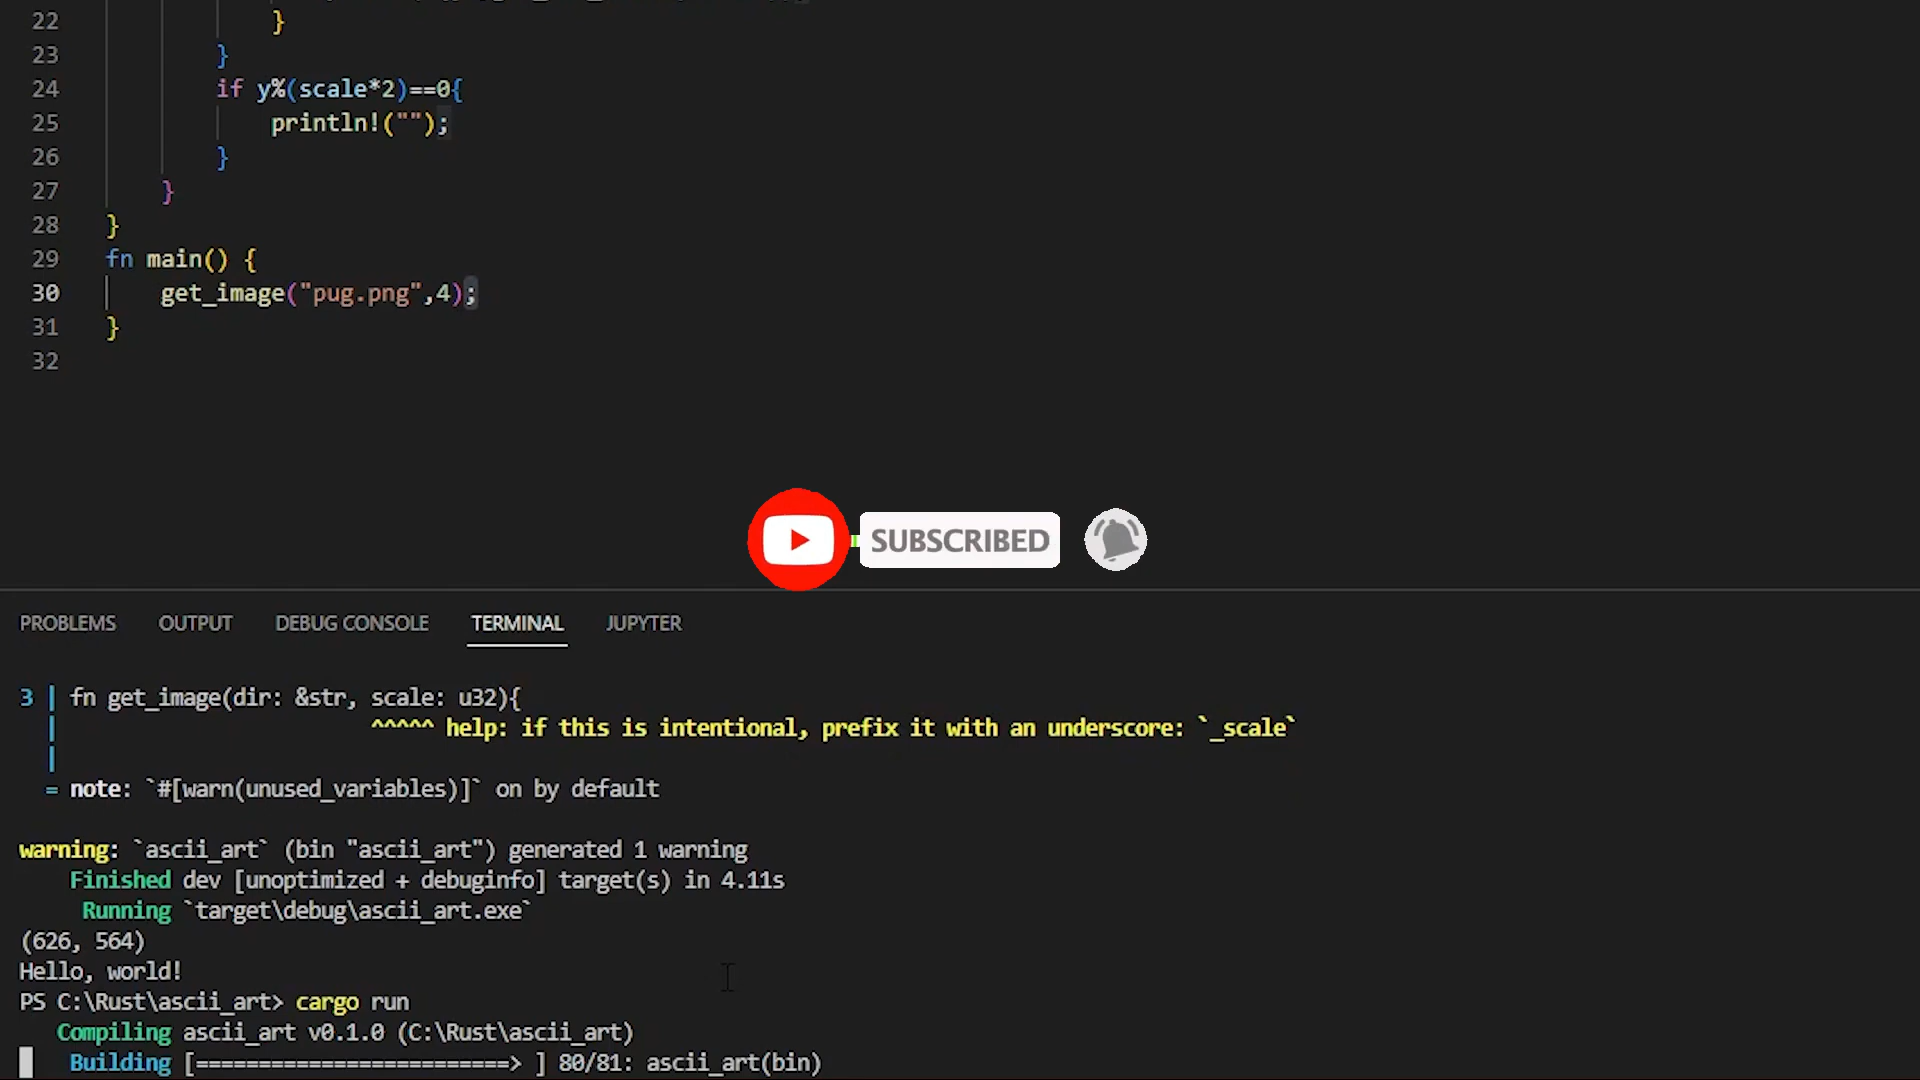 22 }
23 }
24 if y%(scale*2)==0{
25 println!("");
26 }
27 }
28 }
29 fn main() {
30 get_image("pug.png",4);
31 }
32
SUBSCRIBED
PROBLEMS OUTPUT DEBUG CONSOLE TERMINAL JUPYTER
3 | fn get_image(dir: &str, scale: u32){
| ^^^^^ help: if this is intentional, prefix it with an underscore: `_scale`
|
= note: `#[warn(unused_variables)]` on by default
warning: `ascii_art` (bin "ascii_art") generated 1 warning
Finished dev [unoptimized + debuginfo] target(s) in 4.11s
Running `target\debug\ascii_art.exe`
(626, 564)
Hello, world!
PS C:\Rust\ascii_art> cargo run
Compiling ascii_art v0.1.0 (C:\Rust\ascii_art)
Building [=========================> ] 80/81: ascii_art(bin)